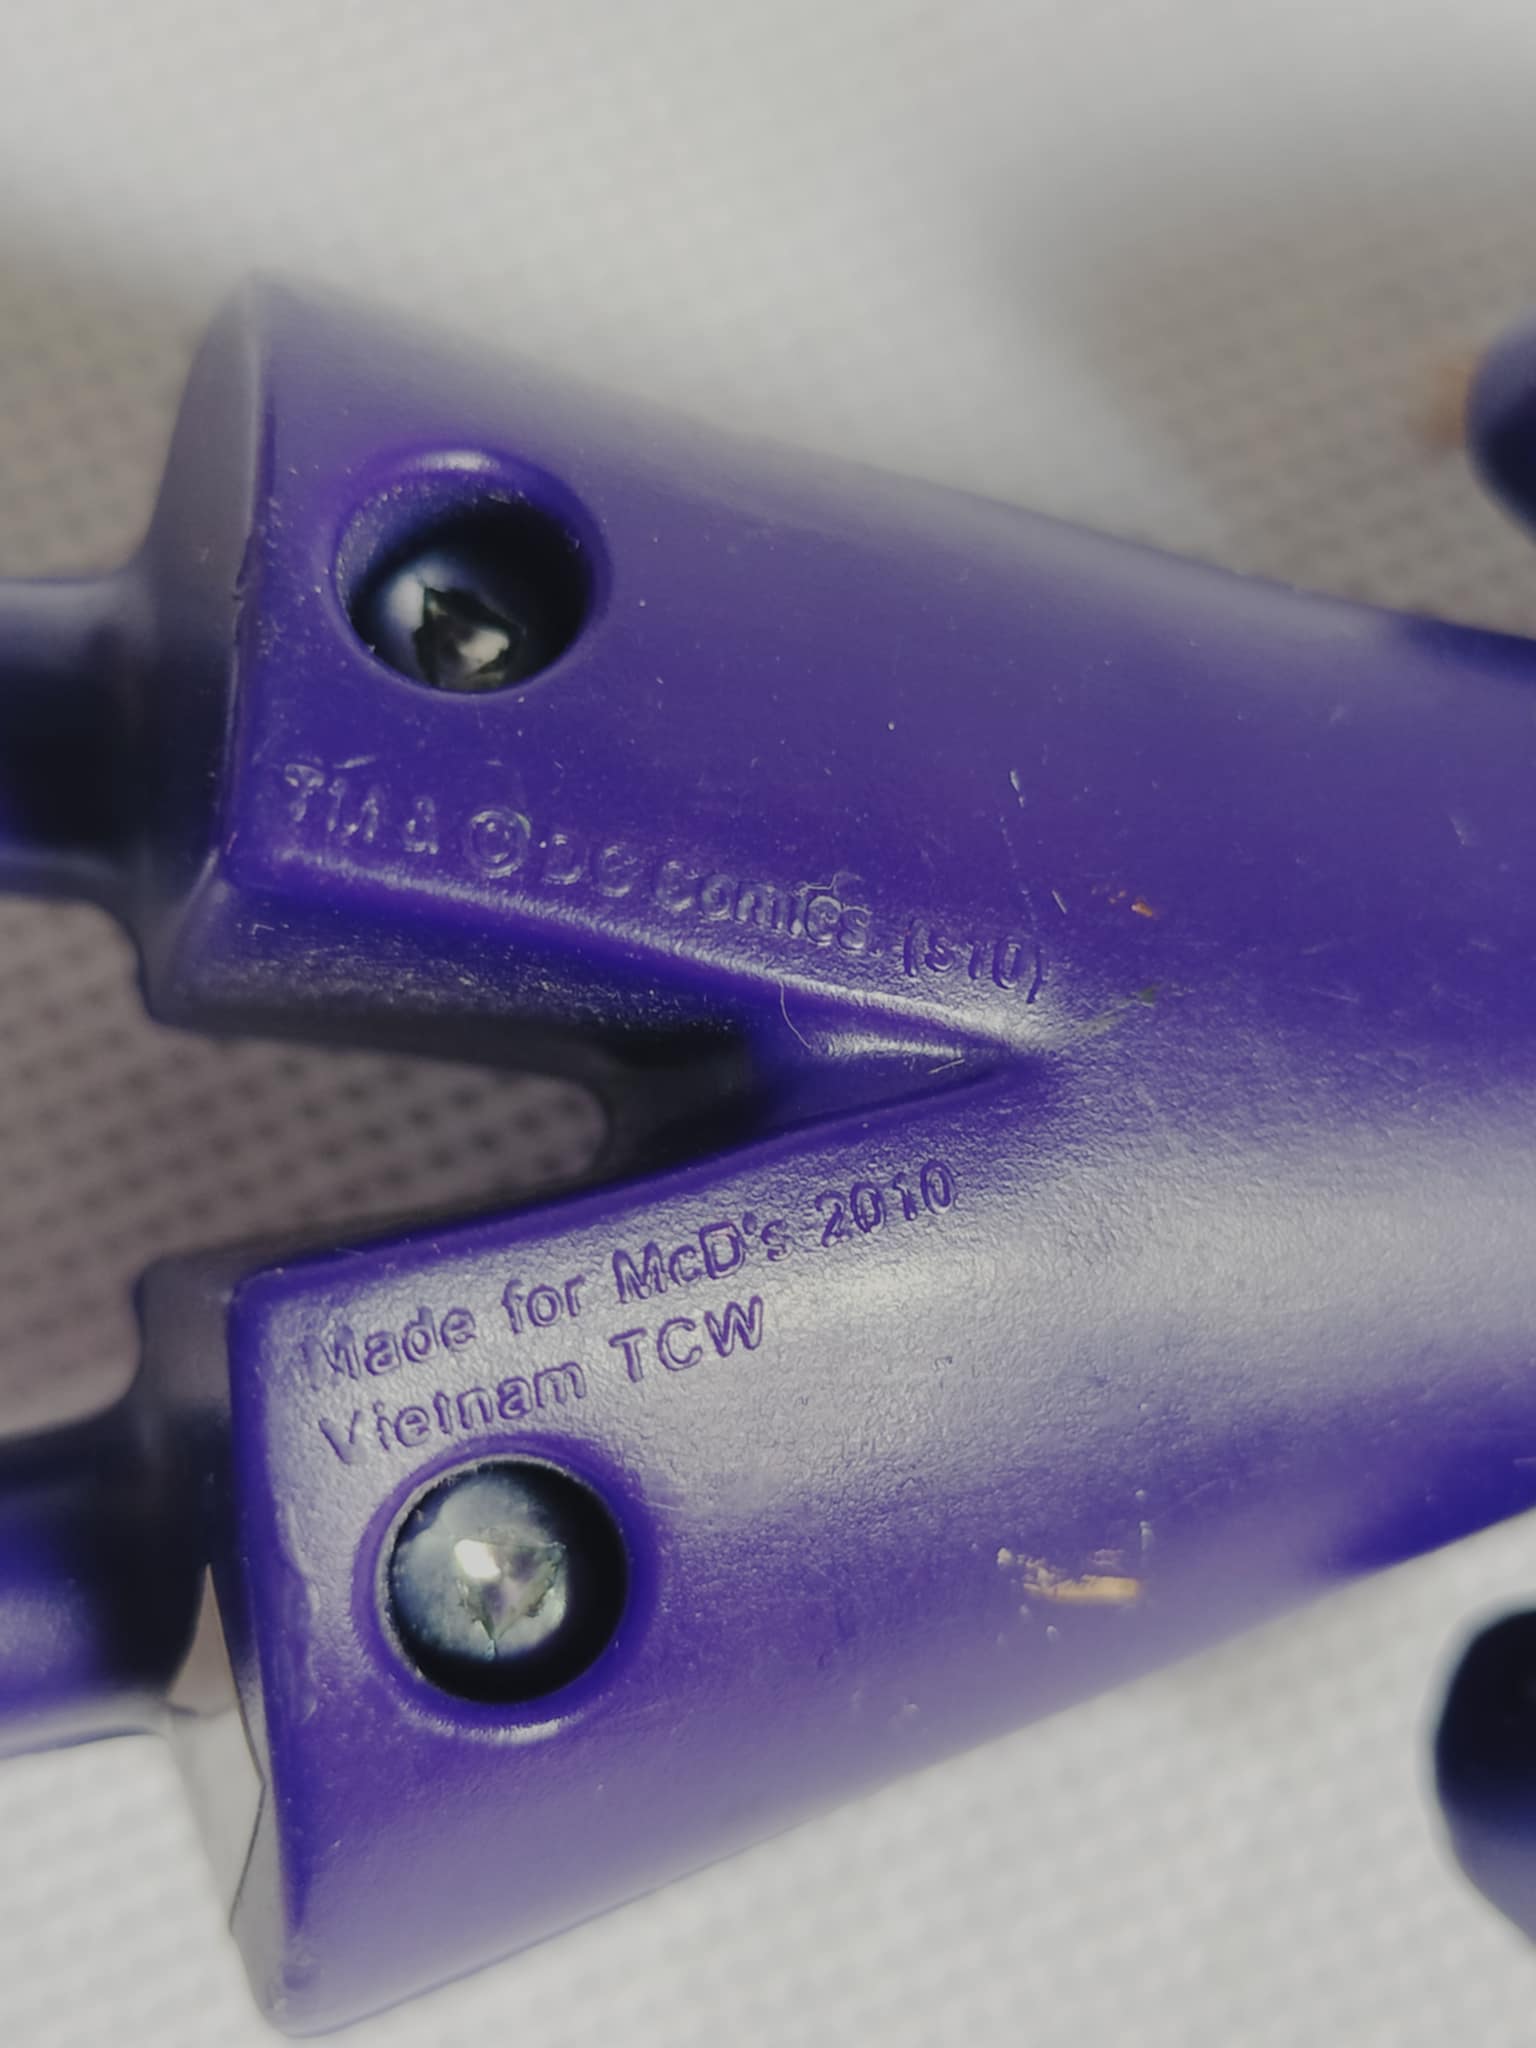 TM & © DC Comics. (s10)
Made for McD's 2010
Vietnam TCW